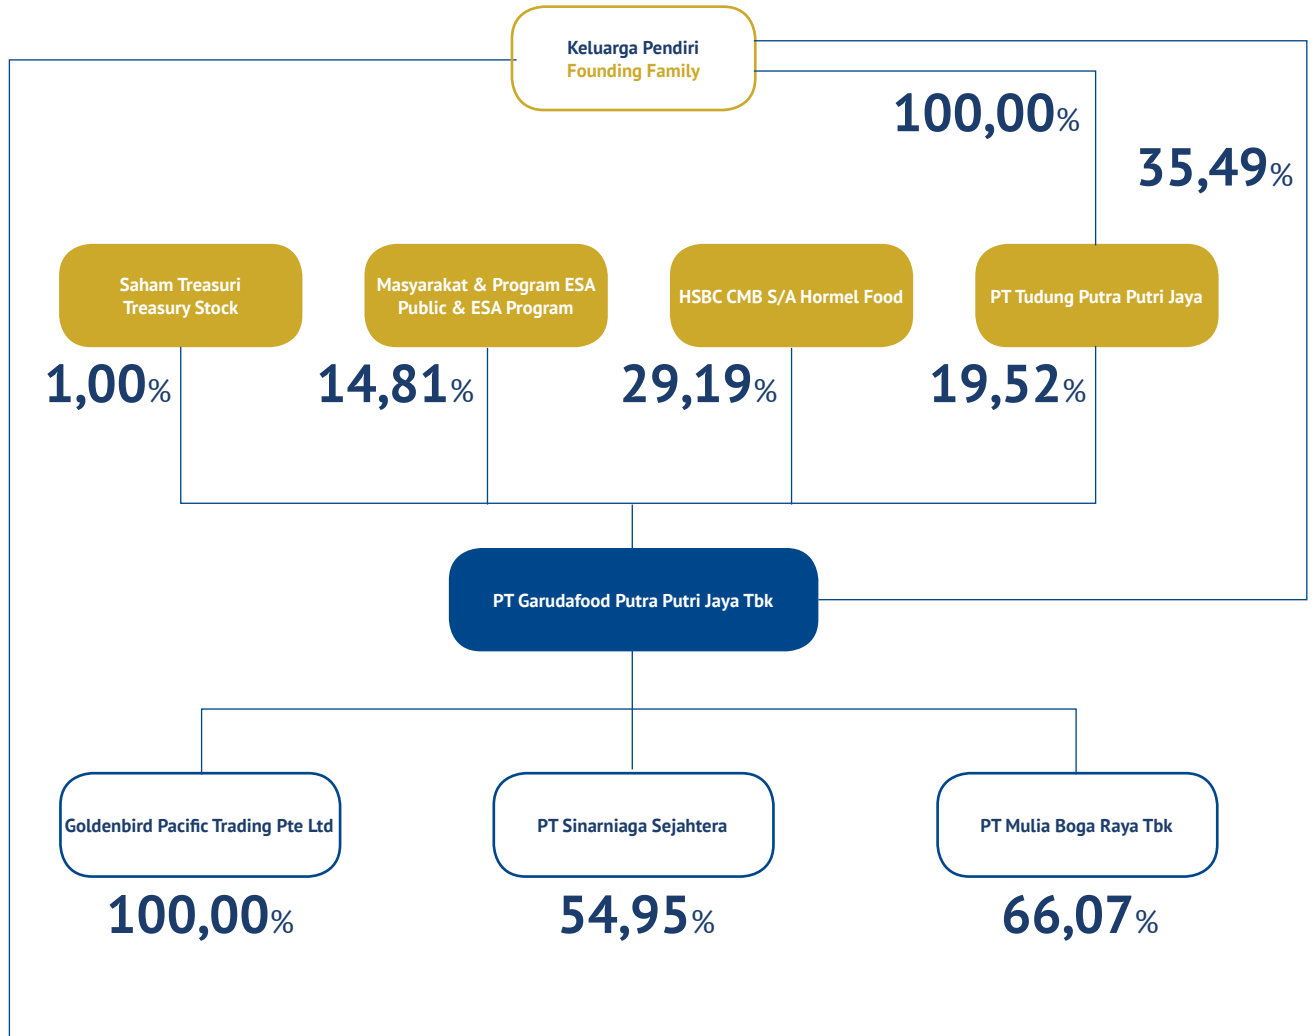 Keluarga Pendiri
Founding Family
100,00%
35,49%
Saham Treasuri
Treasury Stock
Masyarakat & Program ESA
Public & ESA Program
HSBC CMB S/A Hormel Food
PT Tudung Putra Putri Jaya
1,00%
14,81%
29,19%
19,52%
PT Garudafood Putra Putri Jaya Tbk
Goldenbird Pacific Trading Pte Ltd
PT Sinarniaga Sejahtera
PT Mulia Boga Raya Tbk
100,00%
54,95%
66,07%